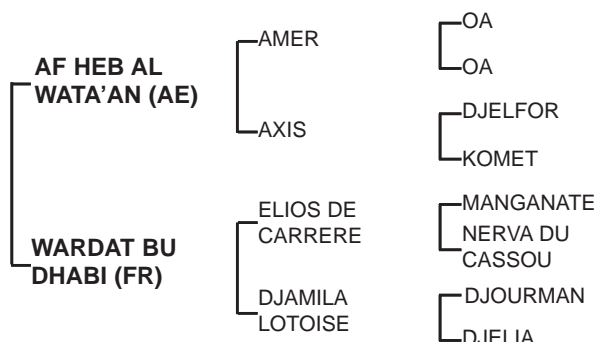 AF HEB AL
WATA'AN (AE)
AMER
OA
OA
AXIS
DJELFOR
KOMET
WARDAT BU
DHABI (FR)
ELIOS DE
CARRERE
MANGANATE
NERVA DU
CASSOU
DJAMILA
LOTOISE
DJOURMAN
DJELIA